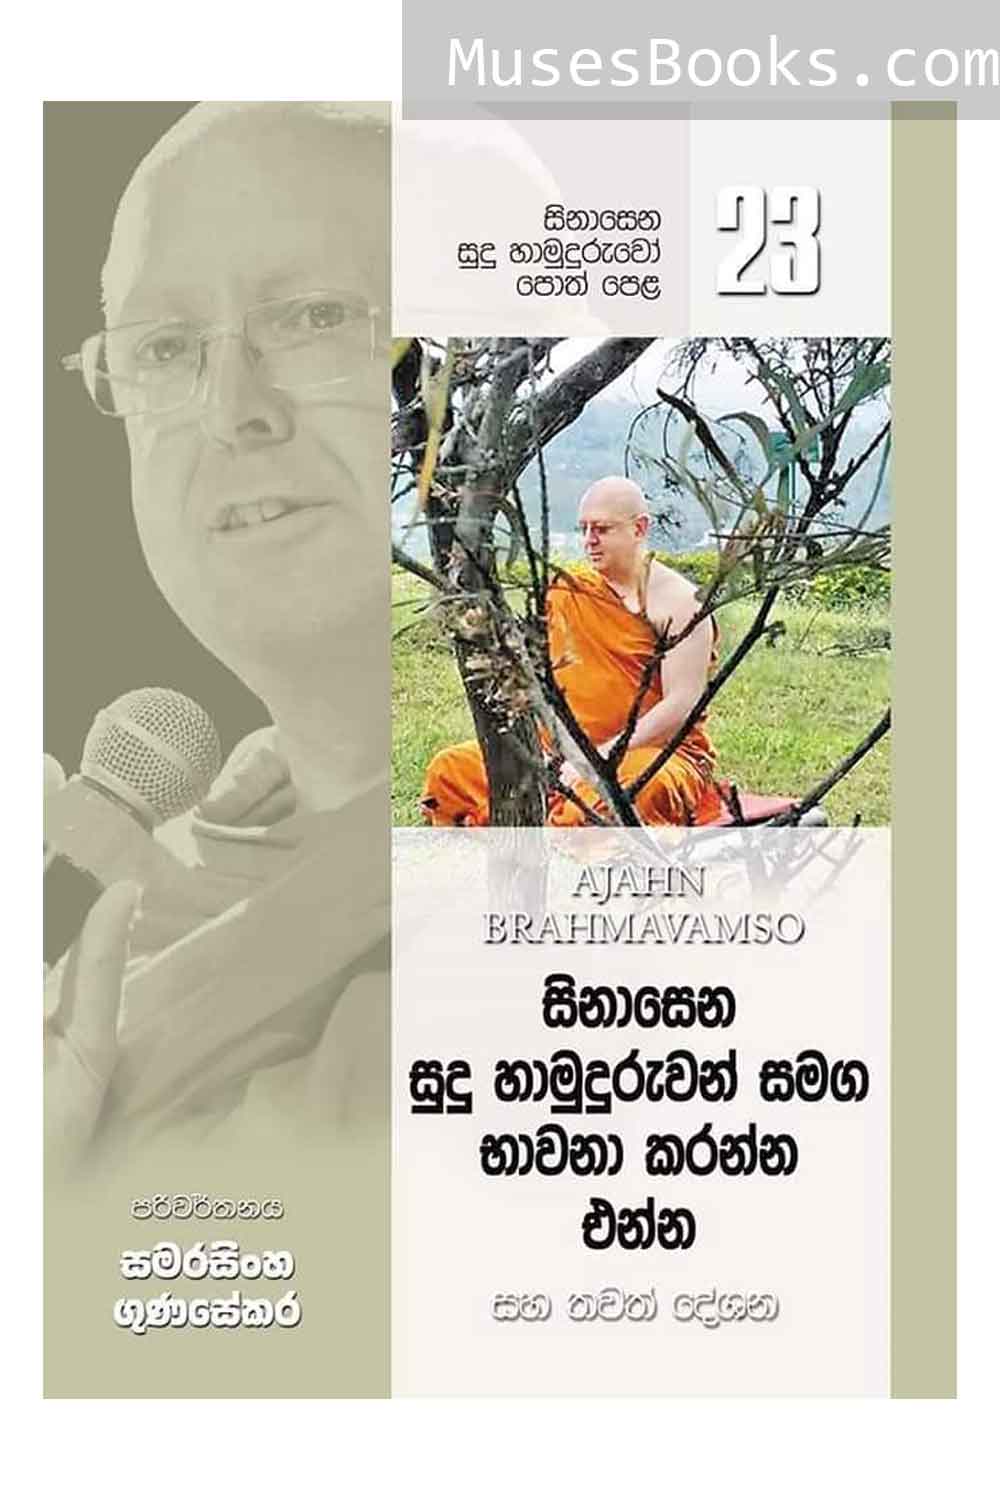 MusesBooks.com
සිනාසෙන
සුදු හාමුදුරුවෝ
පොත් පෙළ
23
AJAHN
BRAHMAVAMSO
සිනාසෙන
සුදු හාමුදුරුවන් සමග
භාවනා කරන්න
එන්න
සහ තවත් දේශන
පරිවර්තනය
සමරසිංහ
ගුණසේකර